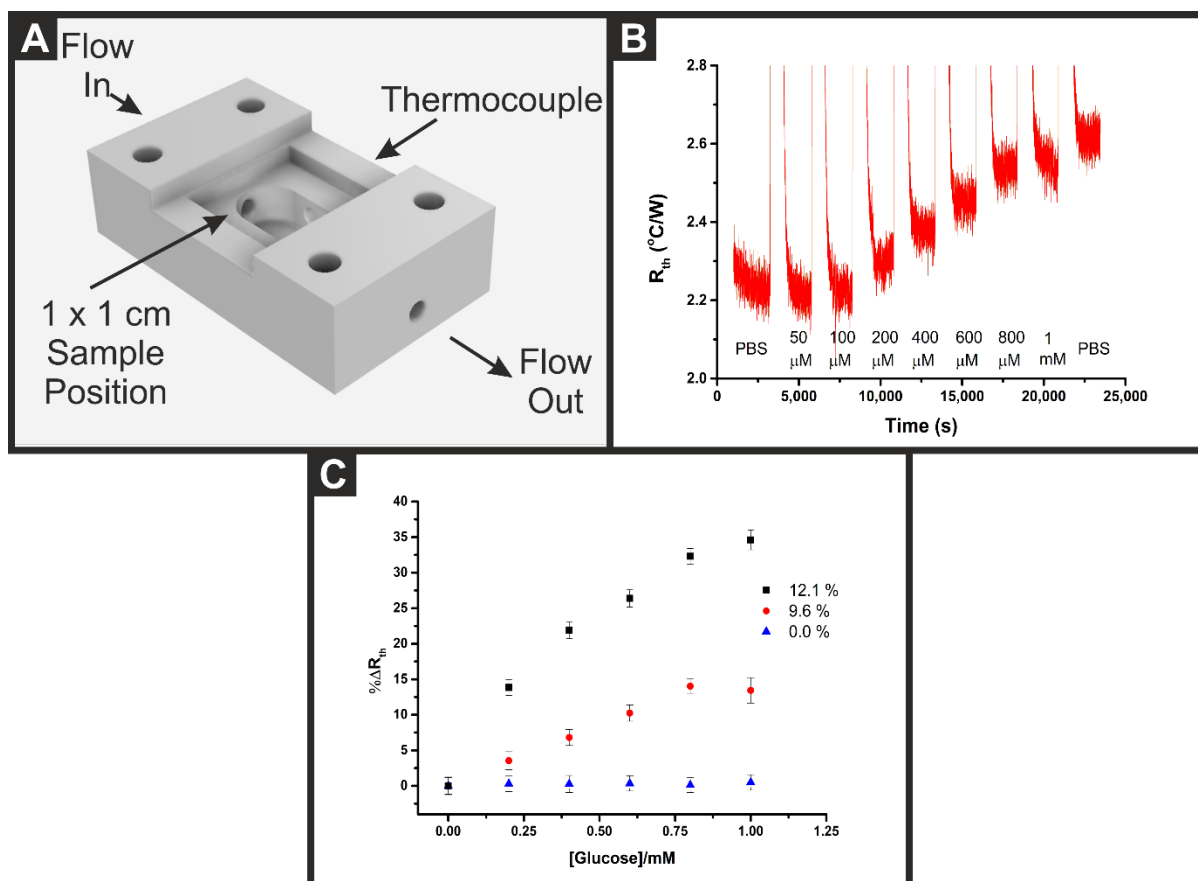 A
Flow
In
Thermocouple
1 x 1 cm
Sample
Position
Flow
Out
B
2.8
2.6
2.4
2.2
2.0
Rth (°C/W)
PBS
50
μM
100
μM
200
μM
400
μM
600
μM
800
μM
1
mM
PBS
0
5,000
10,000
15,000
20,000
25,000
Time (s)
C
40
35
30
25
20
15
10
5
0
%ΔRth
12.1 %
9.6 %
0.0 %
0.00
0.25
0.50
0.75
1.00
1.25
[Glucose]/mM